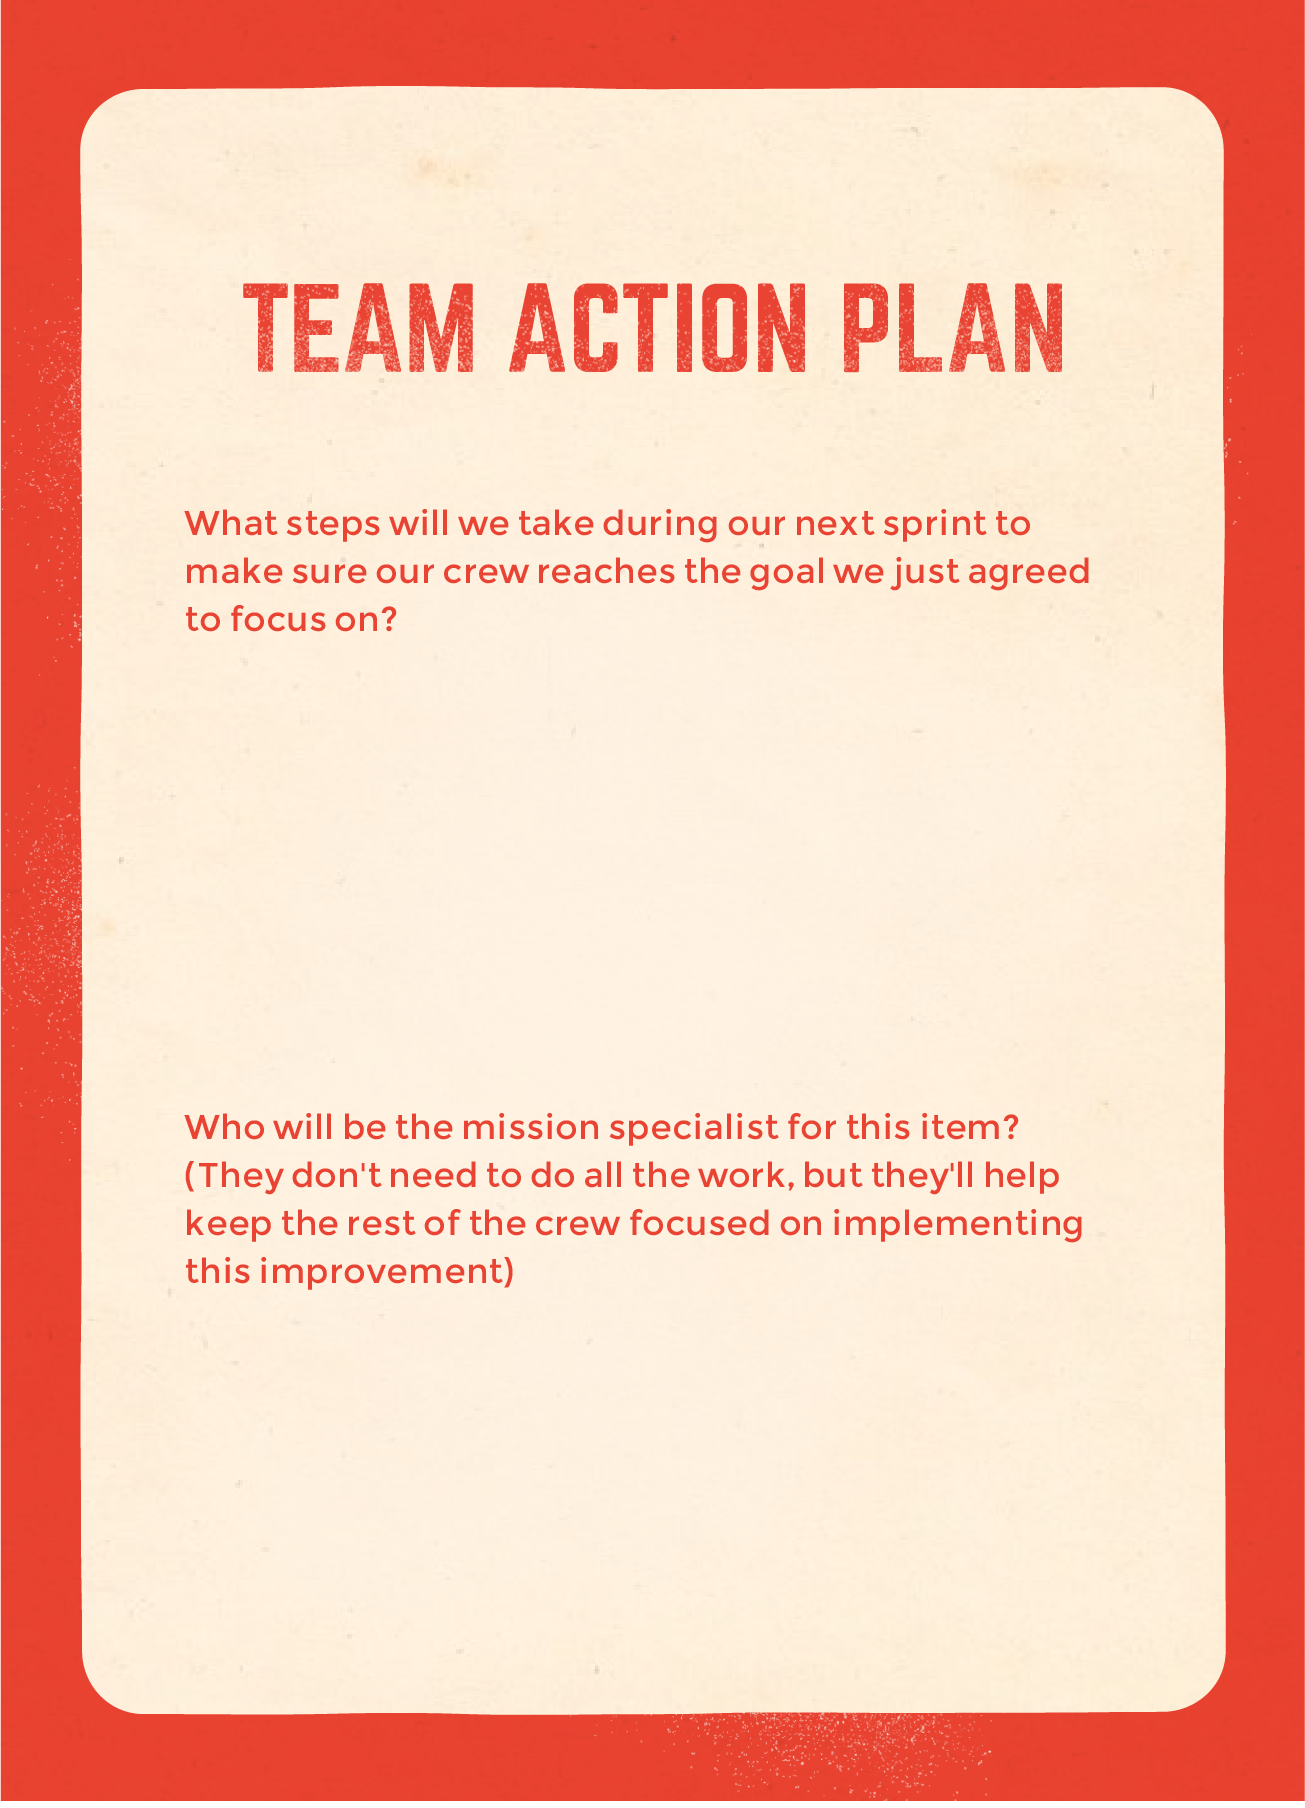 TEAM ACTION PLAN
What steps will we take during our next sprint to
make sure our crew reaches the goal we just agreed
to focus on?
Who will be the mission specialist for this item?
(They don't need to do all the work, but they'll help
keep the rest of the crew focused on implementing
this improvement)